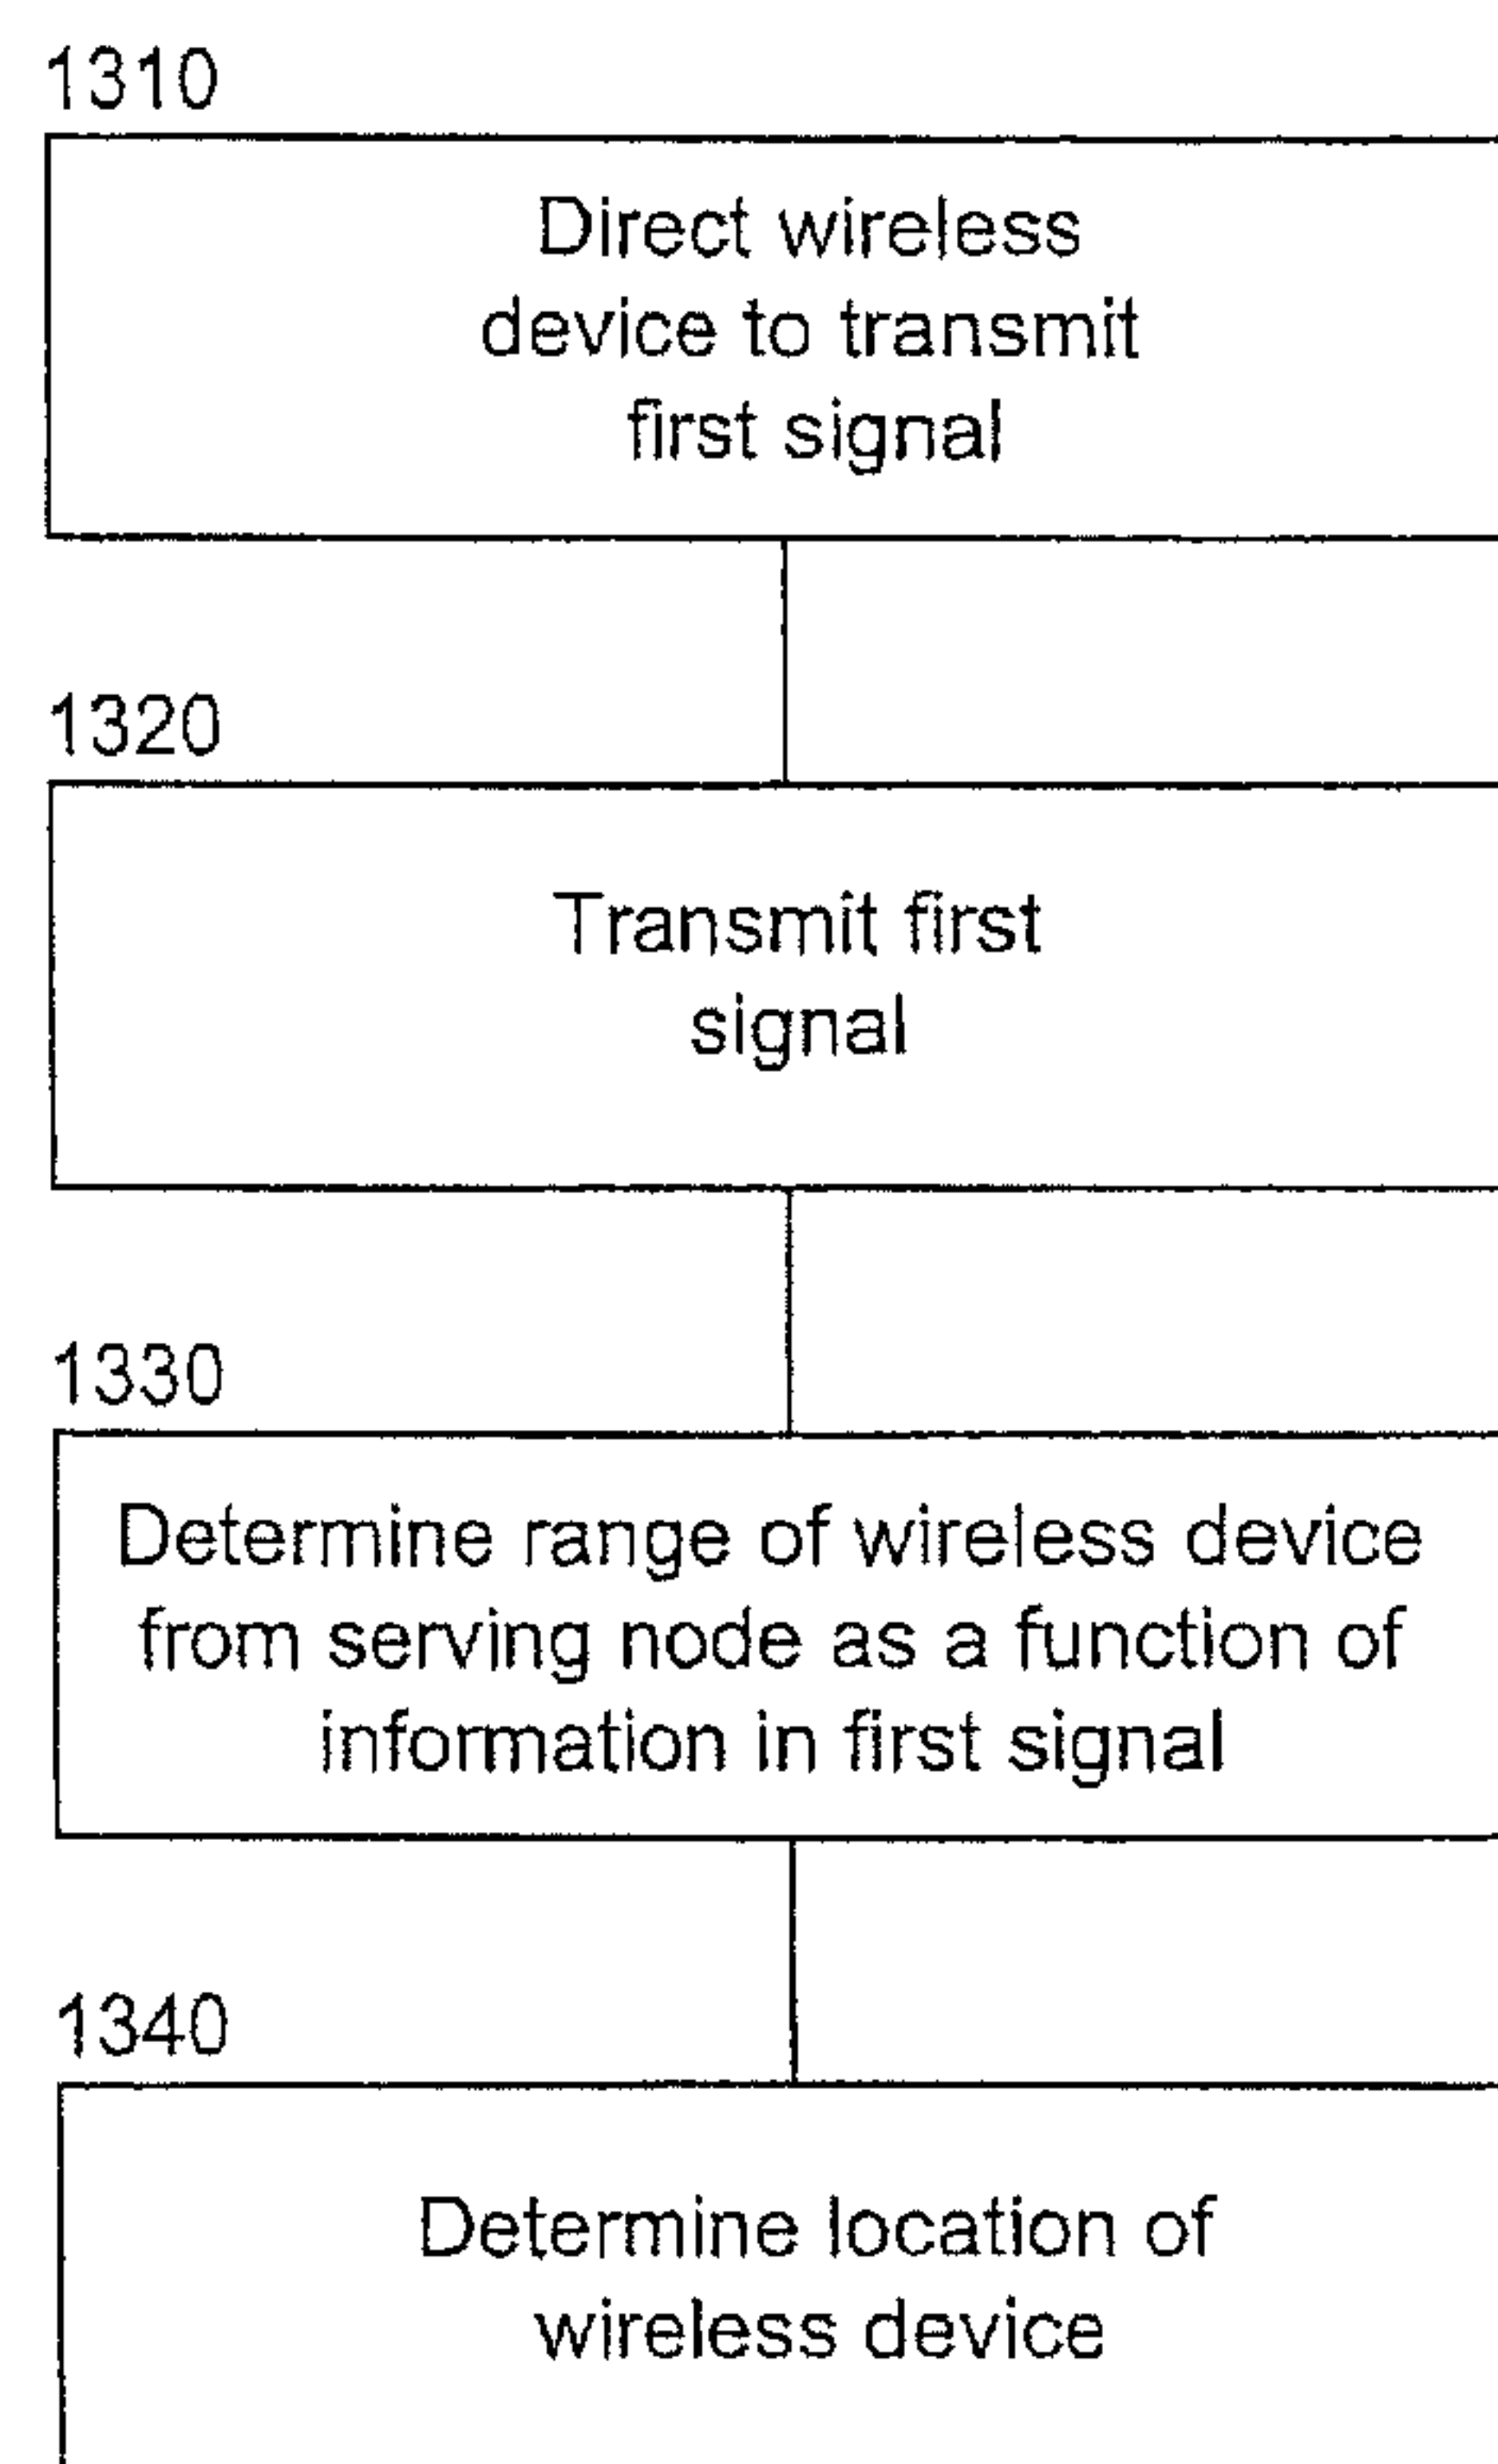 1310
Direct wireless
device to transmit
first signal
1320
Transmit first
signal
1330
Determine range of wireless device
from serving node as a function of
information in first signal
1340
Determine location of
wireless device